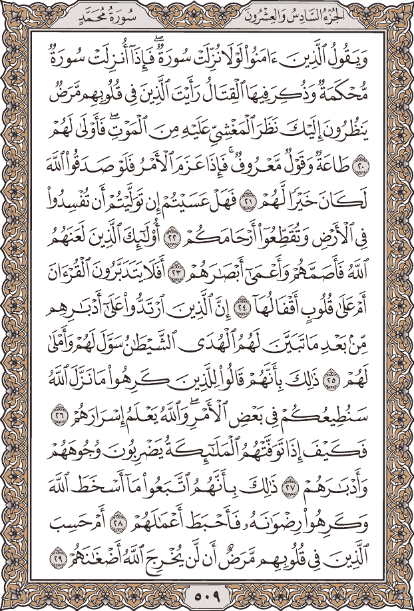 الجزء السادس والعشرون سورة محمد
وَيَقُولُ ٱلَّذِينَ ءَامَنُوا۟ لَوْلَا نُزِّلَتْ سُورَةٌ ۖ فَإِذَآ أُنزِلَتْ سُورَةٌ
مُّحْكَمَةٌ وَذُكِرَ فِيهَا ٱلْقِتَالُ ۙ رَأَيْتَ ٱلَّذِينَ فِى قُلُوبِهِم مَّرَضٌ
يَنظُرُونَ إِلَيْكَ نَظَرَ ٱلْمَغْشِىِّ عَلَيْهِ مِنَ ٱلْمَوْتِ ۖ فَأَوْلَىٰ لَهُمْ
٢٠ طَاعَةٌ وَقَوْلٌ مَّعْرُوفٌ ۚ فَإِذَا عَزَمَ ٱلْأَمْرُ فَلَوْ صَدَقُوا۟ ٱللَّهَ
لَكَانَ خَيْرًا لَّهُمْ ٢١ فَهَلْ عَسَيْتُمْ إِن تَوَلَّيْتُمْ أَن تُفْسِدُوا۟
فِى ٱلْأَرْضِ وَتُقَطِّعُوٓا۟ أَرْحَامَكُمْ ٢٢ أُو۟لَـٰٓئِكَ ٱلَّذِينَ لَعَنَهُمُ
ٱللَّهُ فَأَصَمَّهُمْ وَأَعْمَىٰٓ أَبْصَـٰرَهُمْ ٢٣ أَفَلَا يَتَدَبَّرُونَ ٱلْقُرْءَانَ
أَمْ عَلَىٰ قُلُوبٍ أَقْفَالُهَآ ٢٤ إِنَّ ٱلَّذِينَ ٱرْتَدُّوا۟ عَلَىٰٓ أَدْبَـٰرِهِم
مِّنۢ بَعْدِ مَا تَبَيَّنَ لَهُمُ ٱلْهُدَى ۙ ٱلشَّيْطَـٰنُ سَوَّلَ لَهُمْ وَأَمْلَىٰ
لَهُمْ ٢٥ ذَٰلِكَ بِأَنَّهُمْ قَالُوا۟ لِلَّذِينَ كَرِهُوا۟ مَا نَزَّلَ ٱللَّهُ
سَنُطِيعُكُمْ فِى بَعْضِ ٱلْأَمْرِ ۖ وَٱللَّهُ يَعْلَمُ إِسْرَارَهُمْ ٢٦
فَكَيْفَ إِذَا تَوَفَّتْهُمُ ٱلْمَلَـٰٓئِكَةُ يَضْرِبُونَ وُجُوهَهُمْ
وَأَدْبَـٰرَهُمْ ٢٧ ذَٰلِكَ بِأَنَّهُمُ ٱتَّبَعُوا۟ مَآ أَسْخَطَ ٱللَّهَ
وَكَرِهُوا۟ رِضْوَٰنَهُۥ فَأَحْبَطَ أَعْمَـٰلَهُمْ ٢٨ أَمْ حَسِبَ
ٱلَّذِينَ فِى قُلُوبِهِم مَّرَضٌ أَن لَّن يُخْرِجَ ٱللَّهُ أَضْغَـٰنَهُمْ ٢٩
٥٠٩